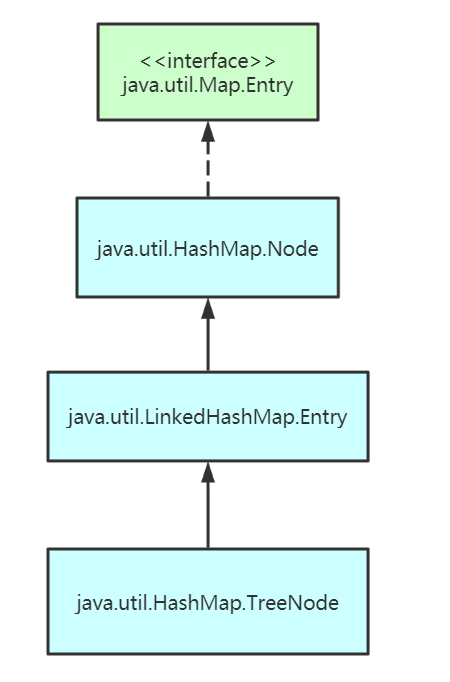 <<interface>>
java.util.Map.Entry
java.util.HashMap.Node
java.util.LinkedHashMap.Entry
java.util.HashMap.TreeNode